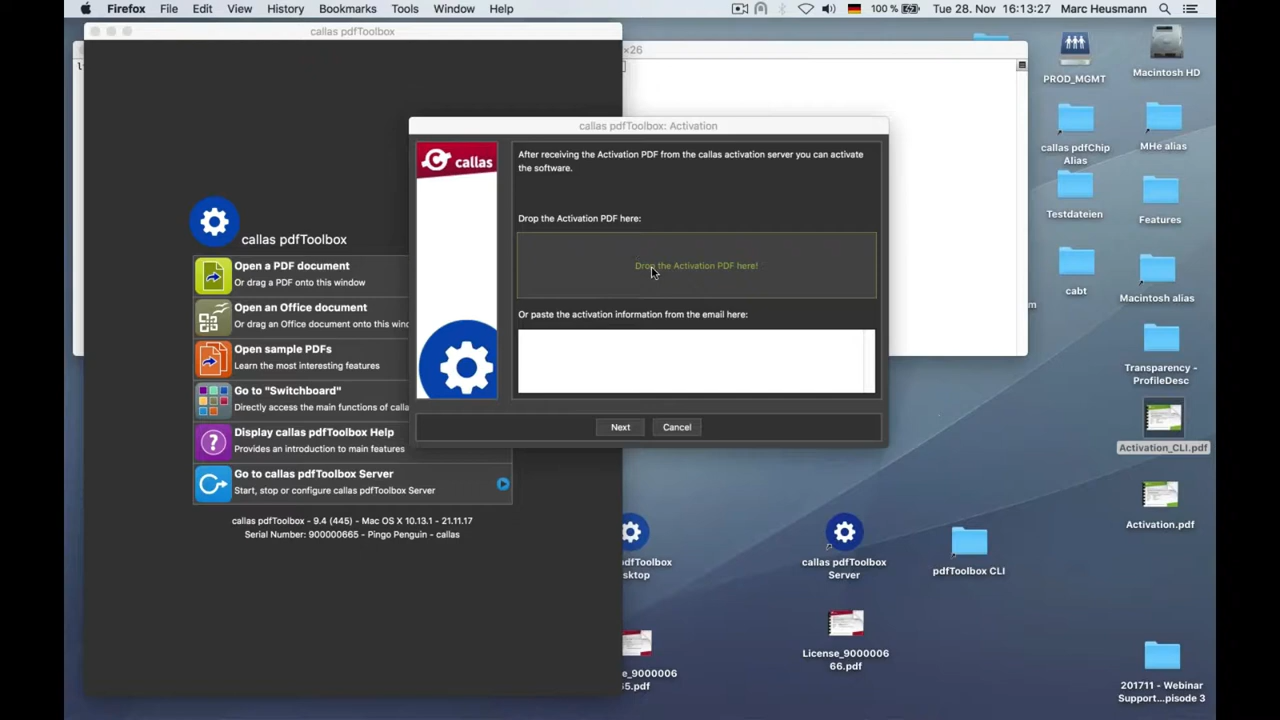 Firefox File Edit View History Bookmarks Tools Window Help 100 % Tue 28. Nov 16:13:27 Marc Heusmann
callas pdfToolbox
×26
callas pdfToolbox: Activation
callas
After receiving the Activation PDF from the callas activation server you can activate
the software.
Drop the Activation PDF here:
Drop the Activation PDF here!
Or paste the activation information from the email here:
Next Cancel
callas pdfToolbox
Open a PDF document
Or drag a PDF onto this window
Open an Office document
Or drag an Office document onto this wind
Open sample PDFs
Learn the most interesting features
Go to "Switchboard"
Directly access the main functions of calla
Display callas pdfToolbox Help
Provides an introduction to main features
Go to callas pdfToolbox Server
Start, stop or configure callas pdfToolbox Server
callas pdfToolbox - 9.4 (445) - Mac OS X 10.13.1 - 21.11.17
Serial Number: 900000665 - Pingo Penguin - callas
PROD_MGMT
Macintosh HD
callas pdfChip
Alias
MHe alias
Testdateien
Features
cabt
Macintosh alias
Transparency -
ProfileDesc
Activation_CLI.pdf
Activation.pdf
pdfToolbox
sktop
callas pdfToolbox
Server
pdfToolbox CLI
e_9000006
65.pdf
License_9000006
66.pdf
201711 - Webinar
Support...pisode 3